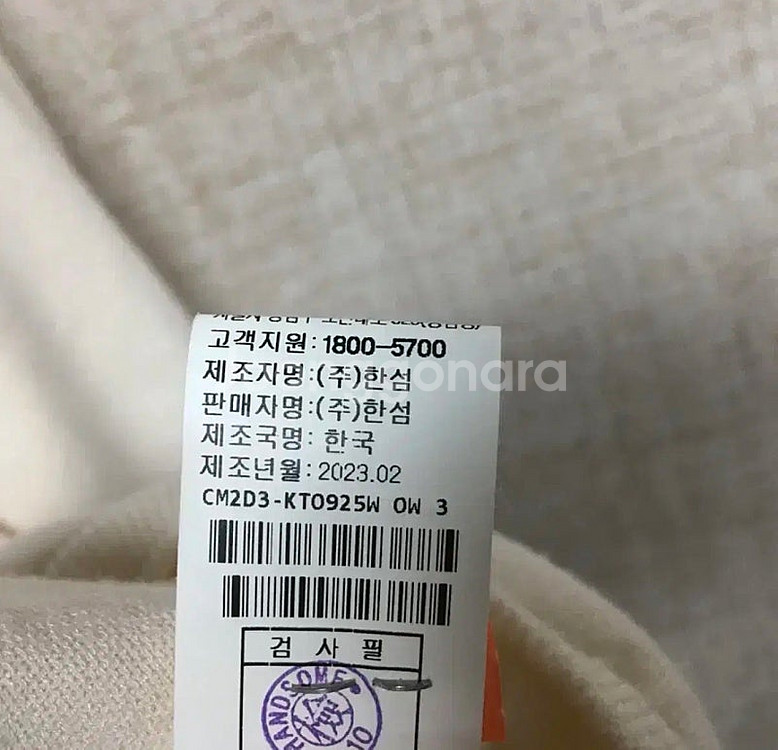 고객지원:1800-5700
제조자명:(주)한섬
판매자명:(주)한섬
제조국명: 한국
제조년월:2023.02
CM2D3-KTO925W OW 3
검 사 필
HANDSOME
10